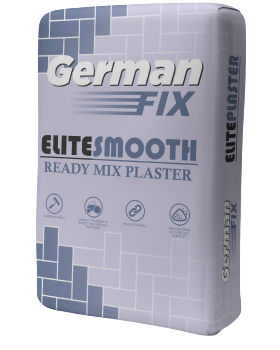 German
FIX
ELITESMOOTH
READY MIX PLASTER
ELITEPLASTER
German
FIX